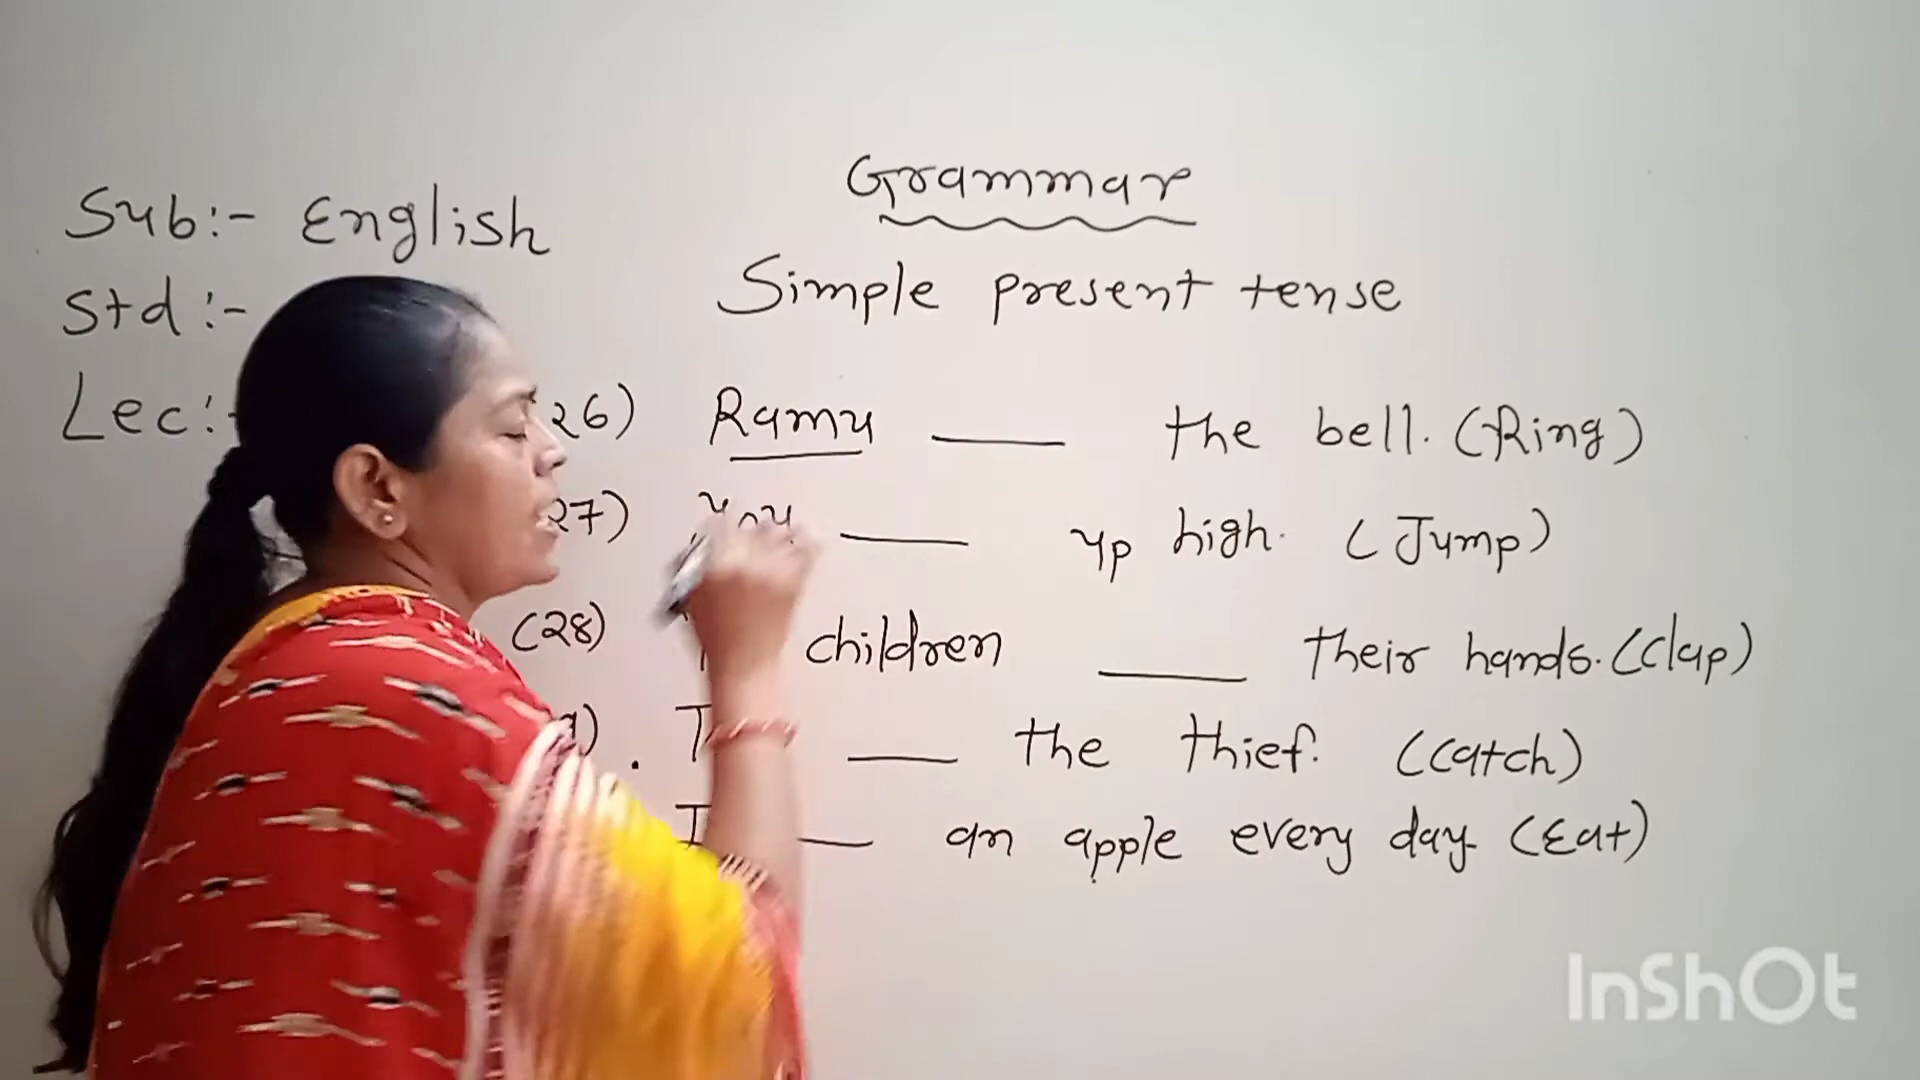 Grammar
Sub:- English
Simple present tense
Std:-
Lec:-
26) Ramu ____ the bell. (Ring)
27) You ____ up high. (Jump)
(28) children ____ their hands. (Clap)
____ the thief. (Catch)
I ____ an apple every day. (Eat)
InShOt